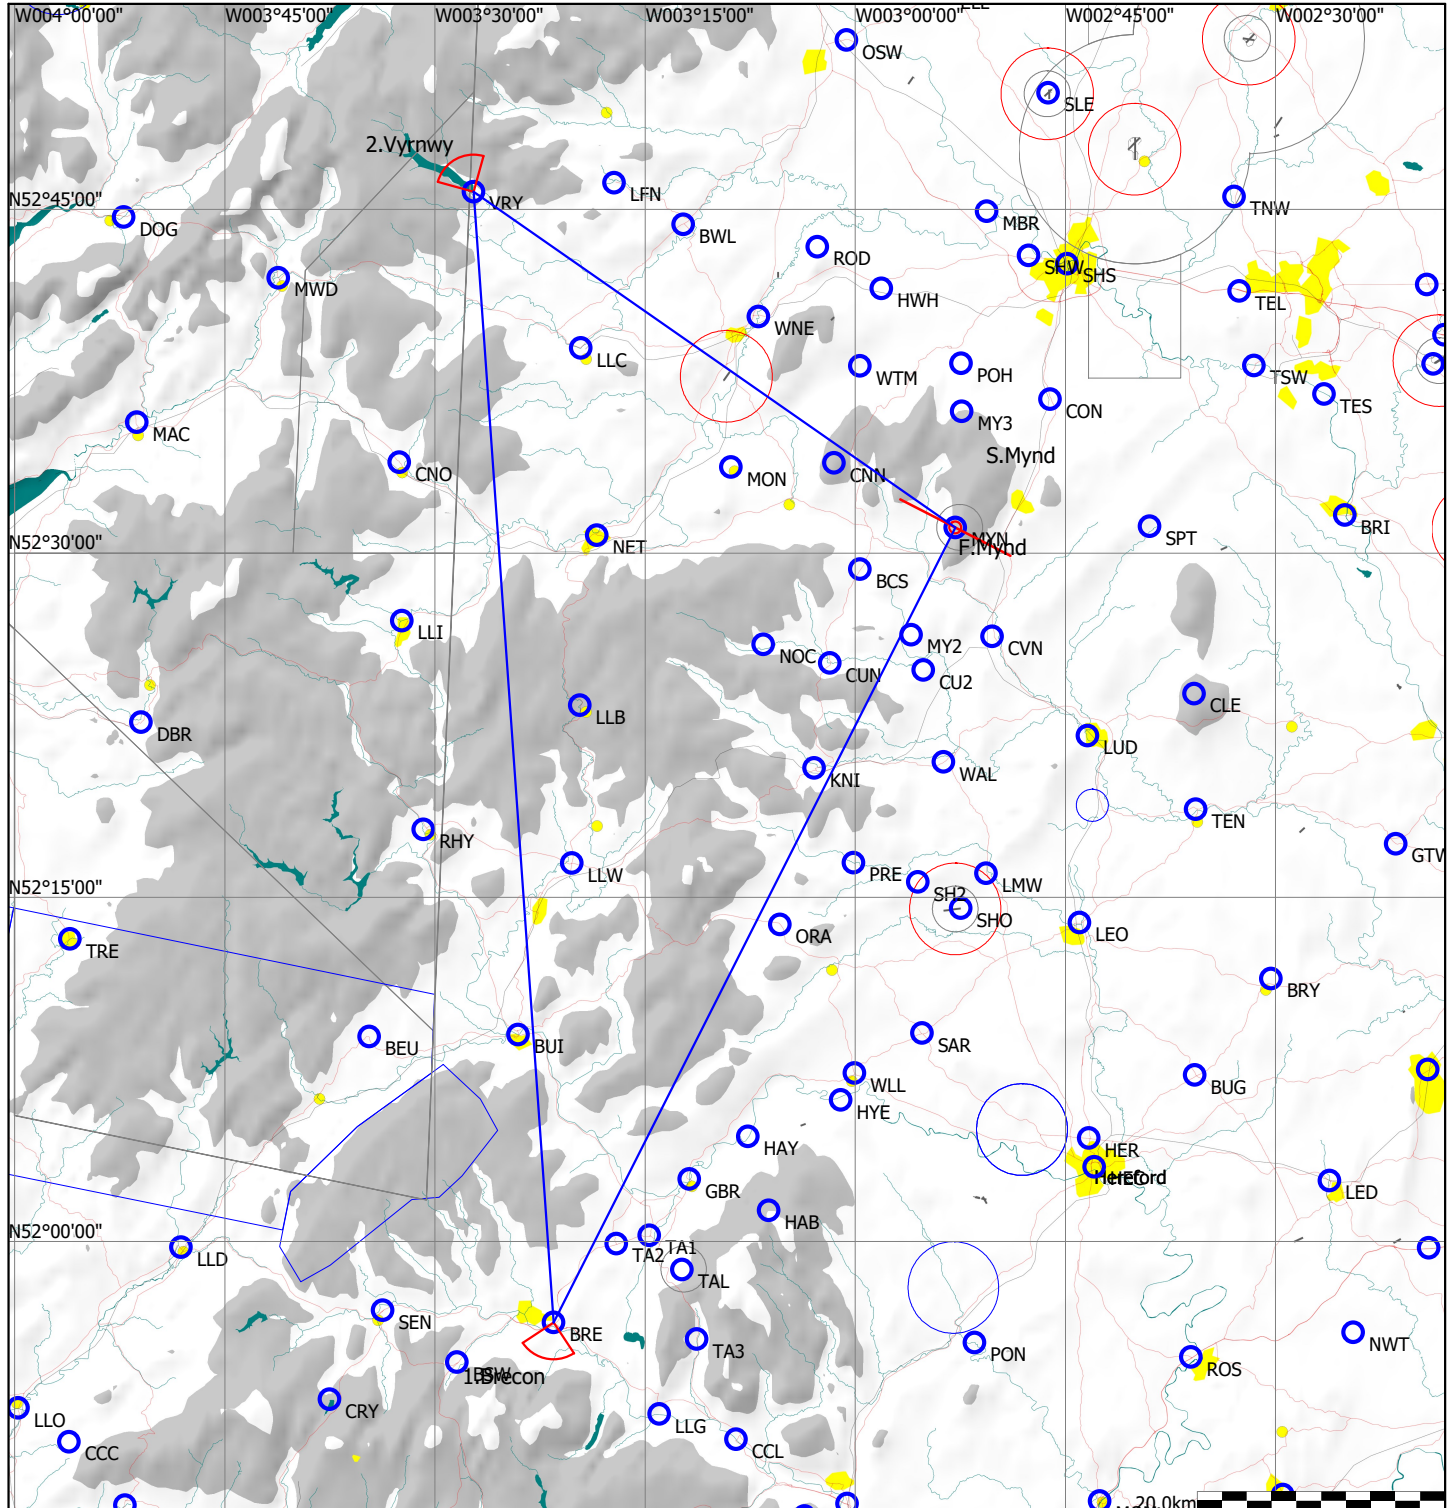 W004°00'00" W003°45'00" W003°30'00" W003°15'00" W003°00'00" W002°45'00" W002°30'00"
OSW
SLE
2.Vyrnwy
LFN
VRY
N52°45'00"
TNW
DOG
MBR
BWL
ROD
SHW
SHS
MWD
HWH
TEL
WNE
LLC
WTM
POH
TSW
CON
TES
MY3
MAC
S.Mynd
CNO
MON
CNN
BRI
SPT
MYN
F.Mynd
N52°30'00"
NET
BCS
LLI
MY2
CVN
NOC
CUN
CU2
CLE
LLB
DBR
LUD
WAL
KNI
TEN
RHY
GTW
LLW
PRE
LMW
N52°15'00"
SH2
SHO
LEO
ORA
TRE
BRY
BEU
BUI
SAR
WLL
BUG
HYE
HAY
HER
Hereford
GBR
LED
HAB
N52°00'00"
TA1
TA2
LLD
TAL
SEN
BRE
NWT
TA3
PON
ROS
BSW
1.Brecon
CRY
LLO
LLG
CCL
CCC
20.0km